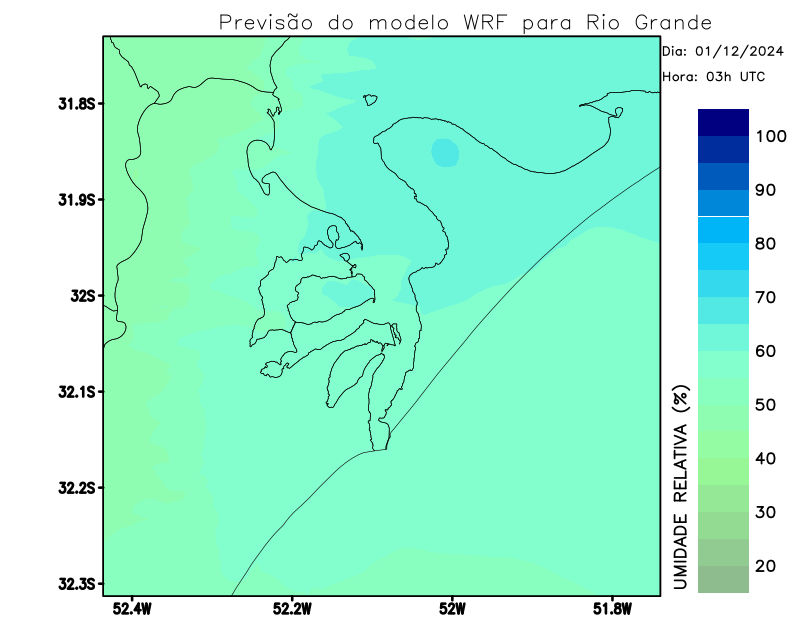 Previsão do modelo WRF para Rio Grande
Dia: 01/12/2024
Hora: 03h UTC
31.8S
31.9S
32S
32.1S
32.2S
32.3S
52.4W
52.2W
52W
51.8W
100
90
80
70
60
50
40
30
20
UMIDADE RELATIVA (%)